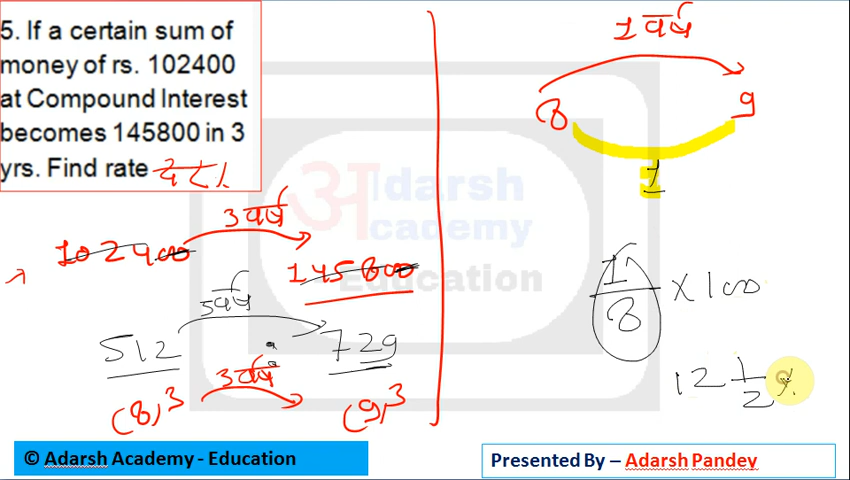 5. If a certain sum of
money of rs. 102400
at Compound Interest
becomes 145800 in 3
yrs. Find rate दर%
102400
3 वर्ष
145800
3 वर्ष
512
729
(8)³
3 वर्ष
(9)³
1 वर्ष
8
9
1
1/8 × 100
12 1/2 %
अ
Adarsh
Academy
Education
© Adarsh Academy - Education
Presented By – Adarsh Pandey